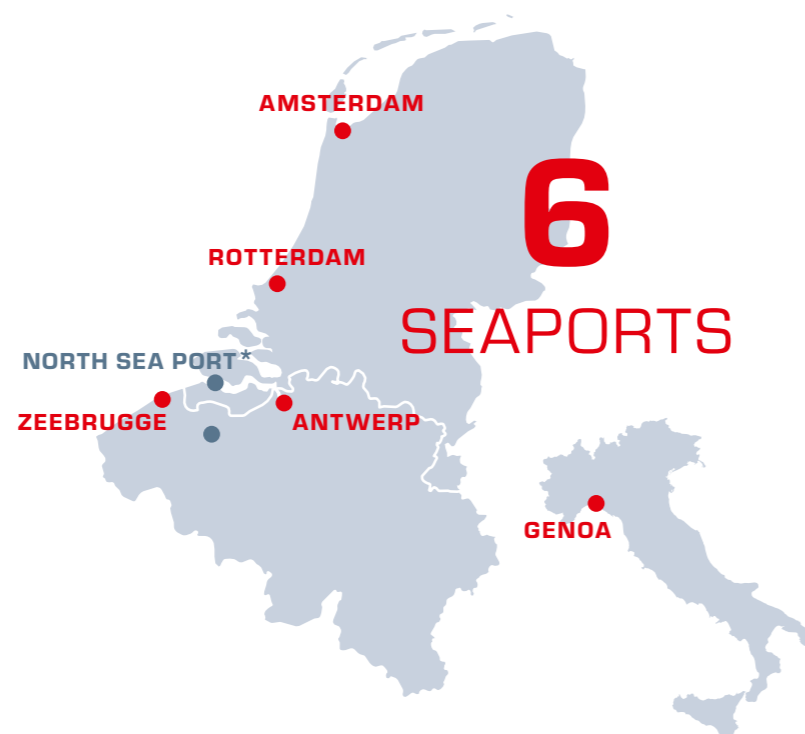 AMSTERDAM
6
ROTTERDAM
SEAPORTS
NORTH SEA PORT*
ZEEBRUGGE
ANTWERP
GENOA